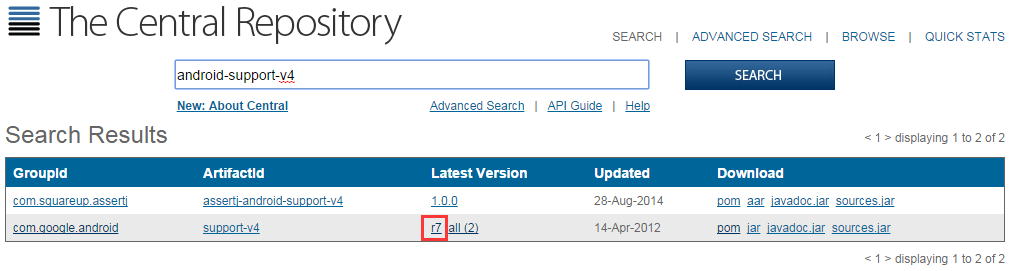 The Central Repository
SEARCH | ADVANCED SEARCH | BROWSE | QUICK STATS
android-support-v4 SEARCH
New: About Central Advanced Search | API Guide | Help
Search Results < 1 > displaying 1 to 2 of 2
GroupId ArtifactId Latest Version Updated Download
com.squareup.assertj assertj-android-support-v4 1.0.0 28-Aug-2014 pom aar javadoc.jar sources.jar
com.google.android support-v4 r7 all (2) 14-Apr-2012 pom jar javadoc.jar sources.jar
< 1 > displaying 1 to 2 of 2